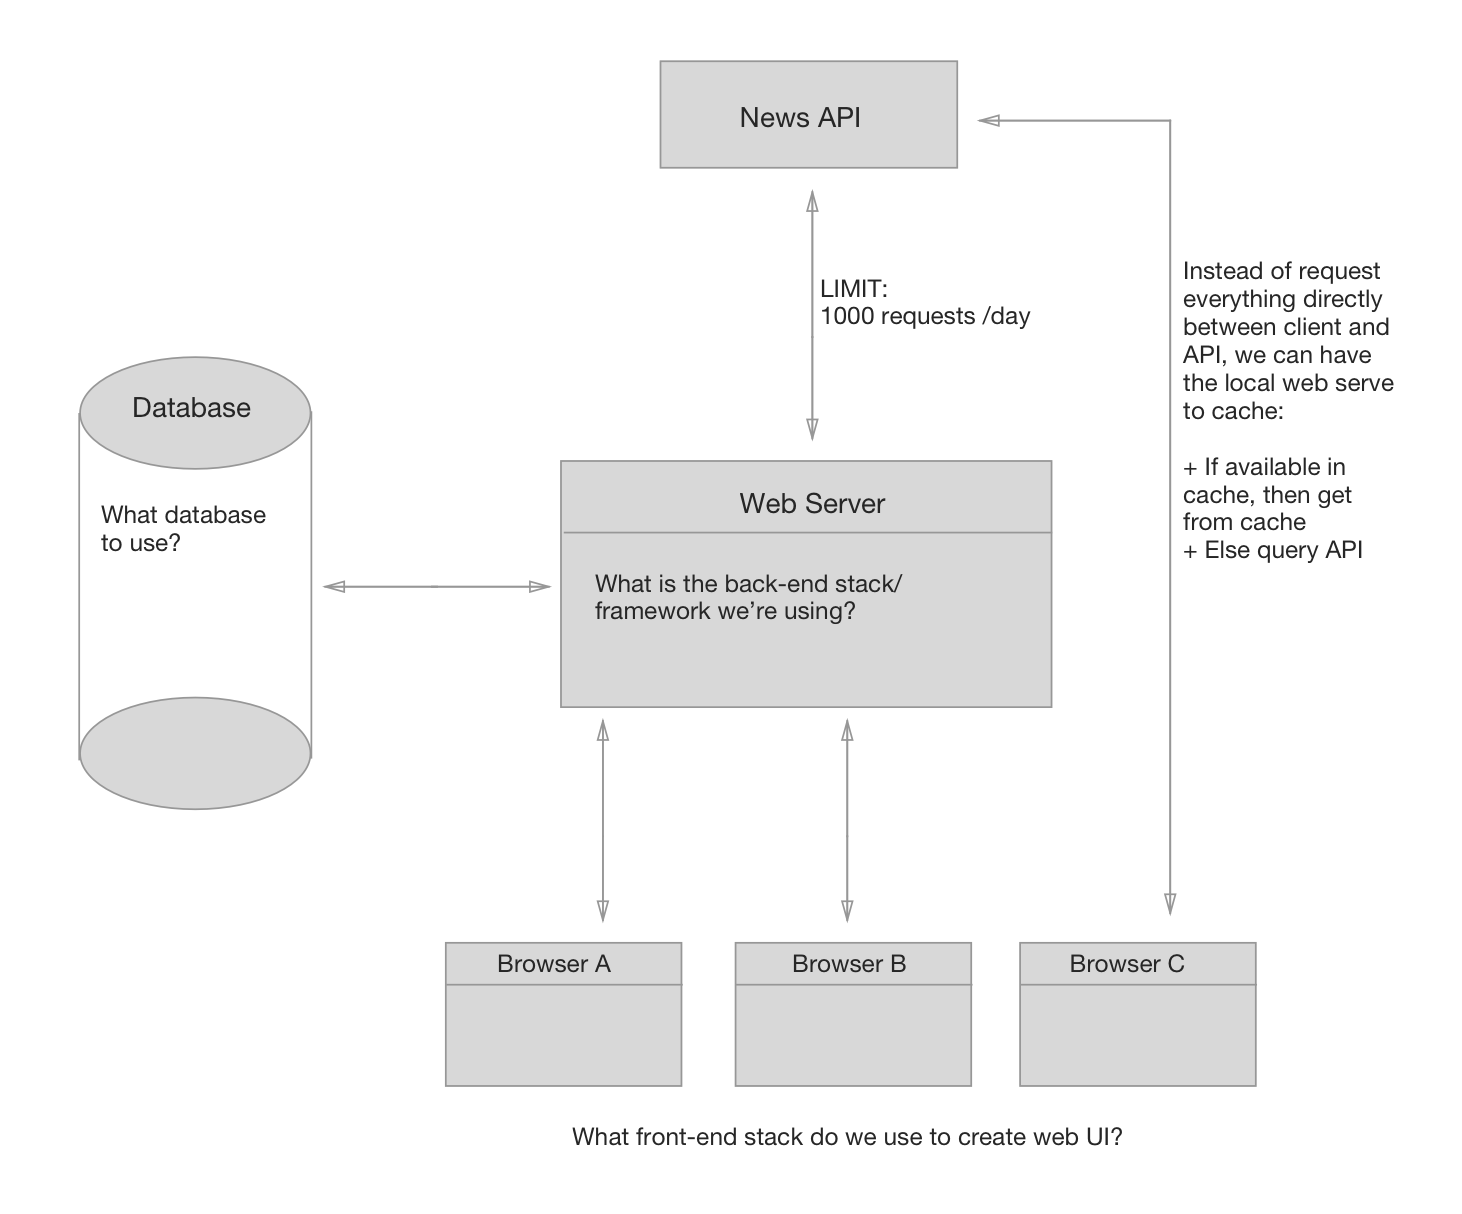 News API
LIMIT:
1000 requests /day
Instead of request
everything directly
between client and
API, we can have
the local web serve
to cache:
+ If available in
cache, then get
from cache
+ Else query API
Database
What database
to use?
Web Server
What is the back-end stack/
framework we’re using?
Browser A
Browser B
Browser C
What front-end stack do we use to create web UI?